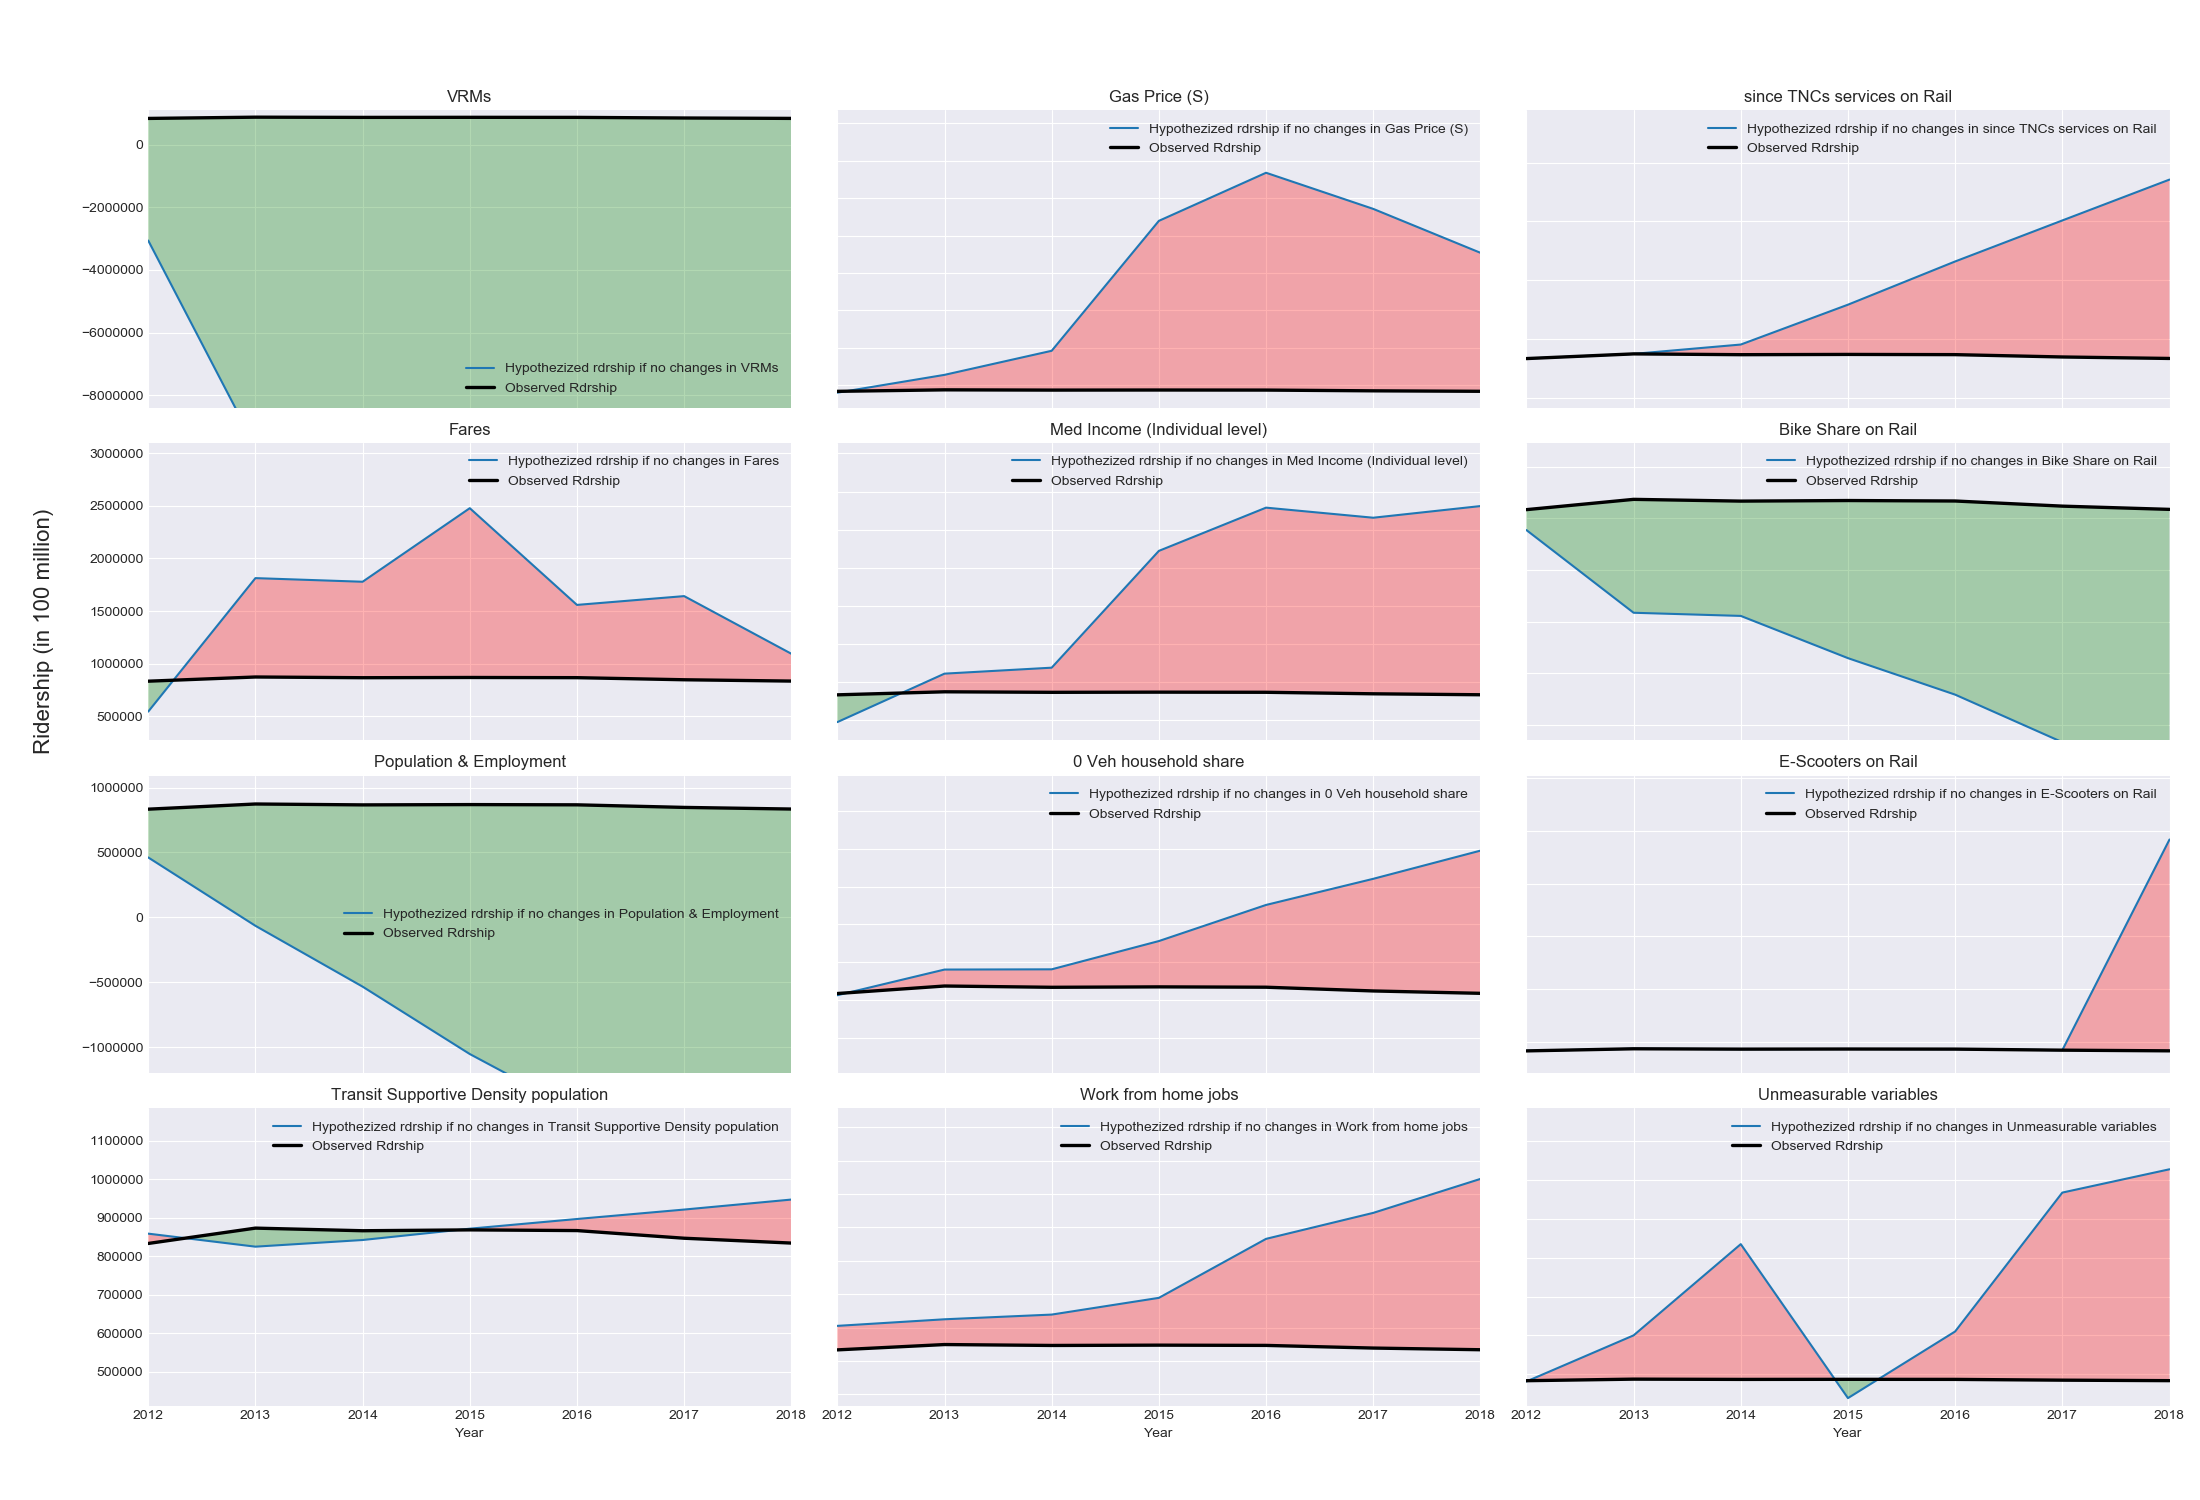 VRMs
Gas Price (S)
since TNCs services on Rail
0
−2000000
−4000000
−6000000
−8000000
Hypothezized rdrship if no changes in VRMs
Observed Rdrship
Hypothezized rdrship if no changes in Gas Price (S)
Observed Rdrship
Hypothezized rdrship if no changes in since TNCs services on Rail
Observed Rdrship
Fares
Med Income (Individual level)
Bike Share on Rail
3000000
2500000
2000000
1500000
1000000
500000
Hypothezized rdrship if no changes in Fares
Observed Rdrship
Hypothezized rdrship if no changes in Med Income (Individual level)
Observed Rdrship
Hypothezized rdrship if no changes in Bike Share on Rail
Observed Rdrship
Ridership (in 100 million)
Population & Employment
0 Veh household share
E-Scooters on Rail
1000000
500000
0
−500000
−1000000
Hypothezized rdrship if no changes in Population & Employment
Observed Rdrship
Hypothezized rdrship if no changes in 0 Veh household share
Observed Rdrship
Hypothezized rdrship if no changes in E-Scooters on Rail
Observed Rdrship
Transit Supportive Density population
Work from home jobs
Unmeasurable variables
1100000
1000000
900000
800000
700000
600000
500000
Hypothezized rdrship if no changes in Transit Supportive Density population
Observed Rdrship
Hypothezized rdrship if no changes in Work from home jobs
Observed Rdrship
Hypothezized rdrship if no changes in Unmeasurable variables
Observed Rdrship
2012 2013 2014 2015 2016 2017 2018
2012 2013 2014 2015 2016 2017 2018
2012 2013 2014 2015 2016 2017 2018
Year
Year
Year